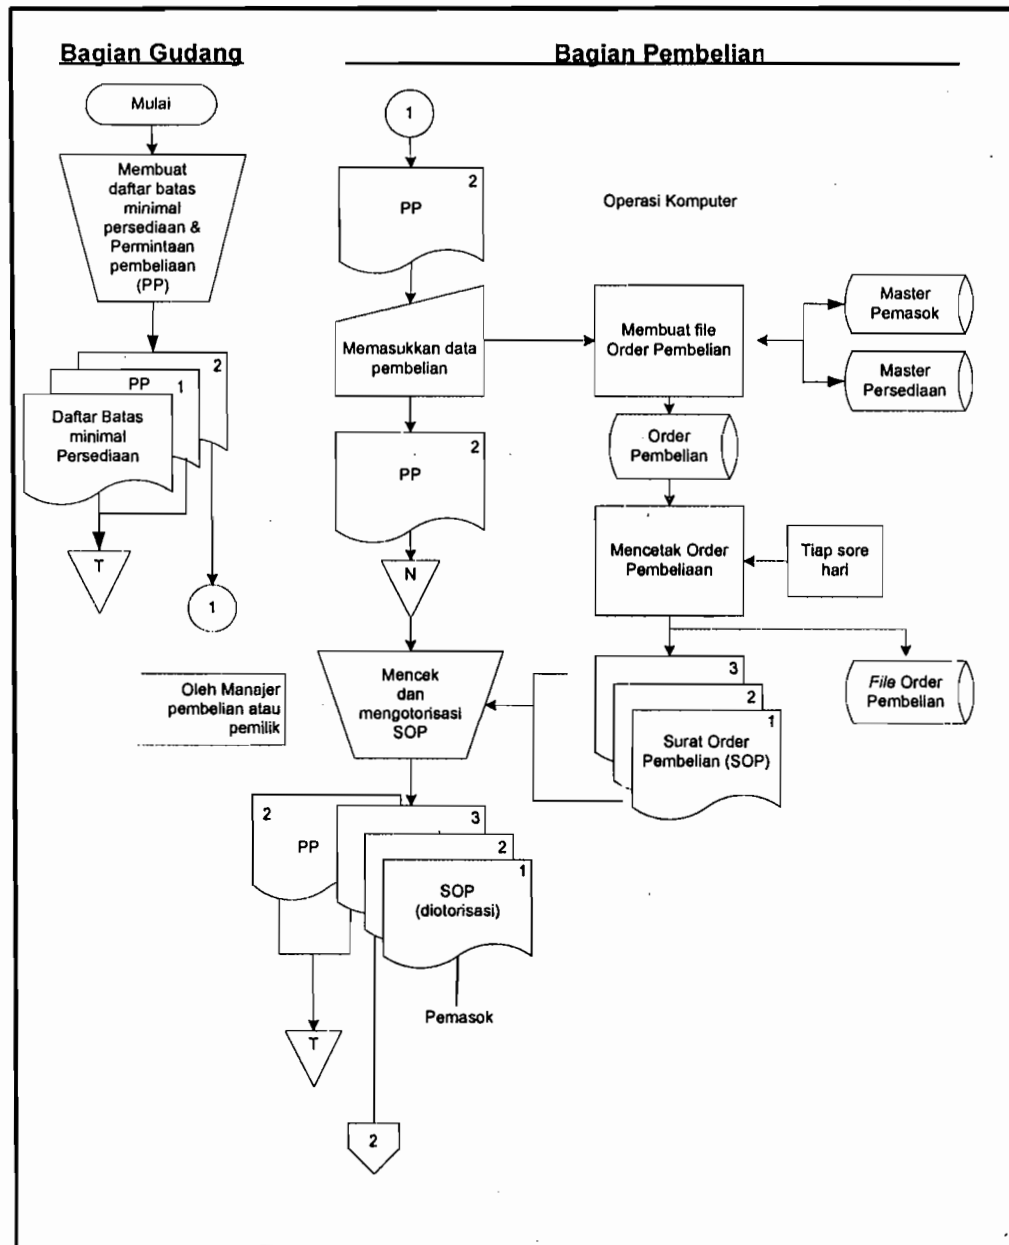 Bagian Gudang
Mulai
Membuat
daftar batas
minimal
persediaan &
Permintaan
pembeliaan
(PP)
2
PP
1
Daftar Batas
minimal
Persediaan
T
1
Bagian Pembelian
1
2
PP
Operasi Komputer
Memasukkan data
pembelian
Membuat file
Order Pembelian
Master
Pemasok
Master
Persediaan
2
PP
Order
Pembelian
N
Mencetak Order
Pembeliaan
Tiap sore
hari
Oleh Manajer
pembelian atau
pemilik
Mencek
dan
mengotorisasi
SOP
3
2
1
Surat Order
Pembelian (SOP)
File Order
Pembelian
2
PP
3
2
1
SOP
(diotorisasi)
Pemasok
T
2